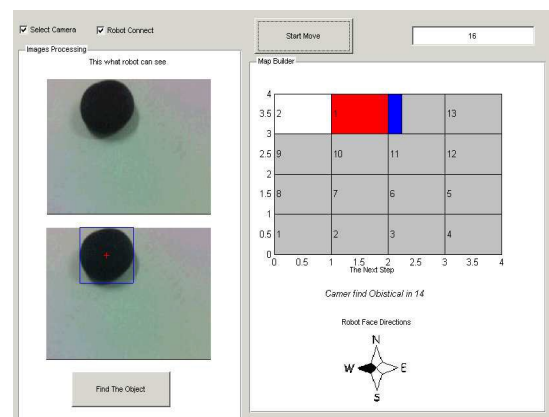 Select Camera Robot Connect
Start Move
16
Images Processing
This what robot can see.
Map Builder
4
3.5 2 1 13
3
2.5 9 10 11 12
2
1.5 8 7 6 5
1
0.5 1 2 3 4
0
0 0.5 1 1.5 2 2.5 3 3.5 4
The Next Step
Camer find Obistical in 14
Robot Face Directions
N
W E
S
Find The Object